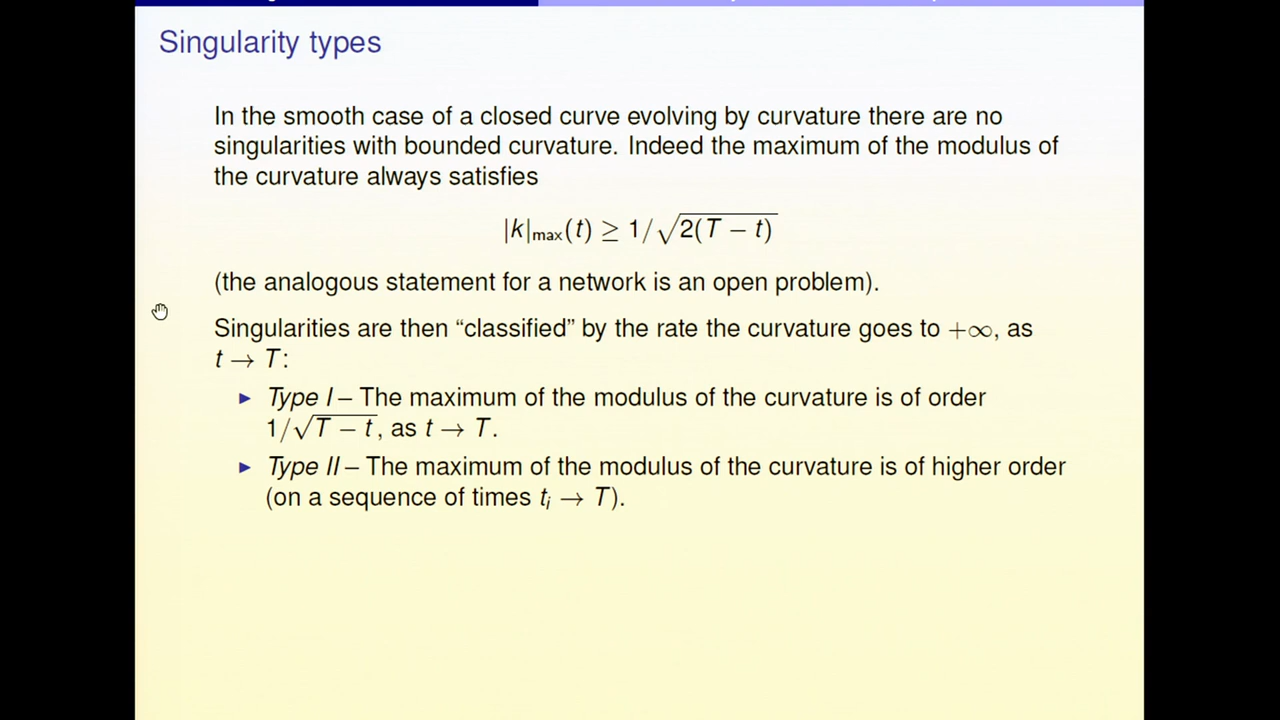 Singularity types
In the smooth case of a closed curve evolving by curvature there are no
singularities with bounded curvature. Indeed the maximum of the modulus of
the curvature always satisfies
|k|max(t) ≥ 1/√2(T − t)
(the analogous statement for a network is an open problem).
Singularities are then “classified” by the rate the curvature goes to +∞, as
t → T:
► Type I – The maximum of the modulus of the curvature is of order
1/√T − t, as t → T.
► Type II – The maximum of the modulus of the curvature is of higher order
(on a sequence of times tᵢ → T).